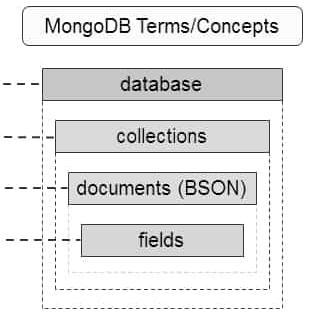 MongoDB Terms/Concepts
database
collections
documents (BSON)
fields